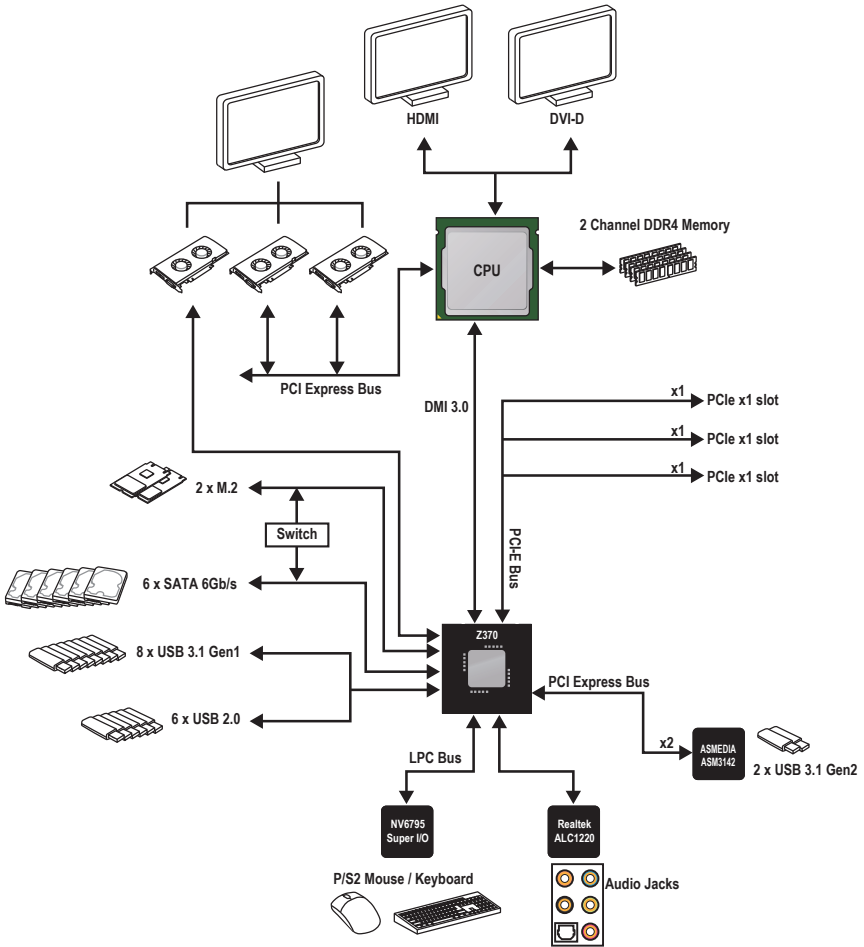 HDMI
DVI-D
2 Channel DDR4 Memory
CPU
PCI Express Bus
DMI 3.0
x1
PCIe x1 slot
x1
PCIe x1 slot
x1
PCIe x1 slot
2 x M.2
Switch
PCI-E Bus
6 x SATA 6Gb/s
Z370
8 x USB 3.1 Gen1
PCI Express Bus
6 x USB 2.0
x2
ASMEDIA
ASM3142
2 x USB 3.1 Gen2
LPC Bus
NV6795
Super I/O
Realtek
ALC1220
P/S2 Mouse / Keyboard
Audio Jacks